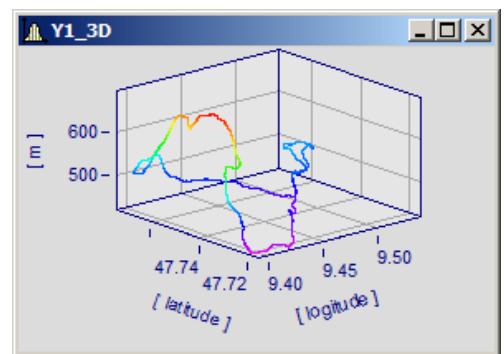 Y1_3D
600
[ m ]
500
47.74
47.72
9.40
9.45
9.50
[ latitude ]
[ logitude ]